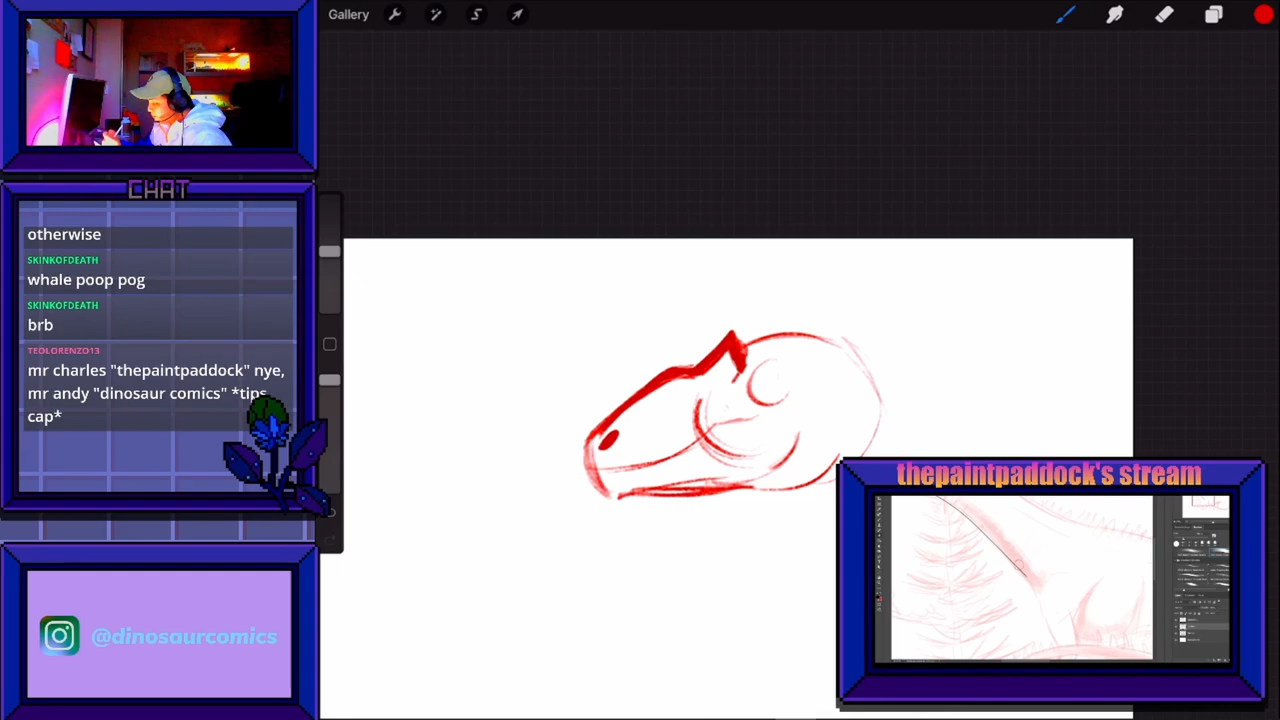 Gallery
CHAT
otherwise
SKINKOFDEATH
whale poop pog
SKINKOFDEATH
brb
TEOLORENZO13
mr charles "thepaintpaddock" nye,
mr andy "dinosaur comics" *tips
cap*
thepaintpaddock's stream
@dinosaurcomics